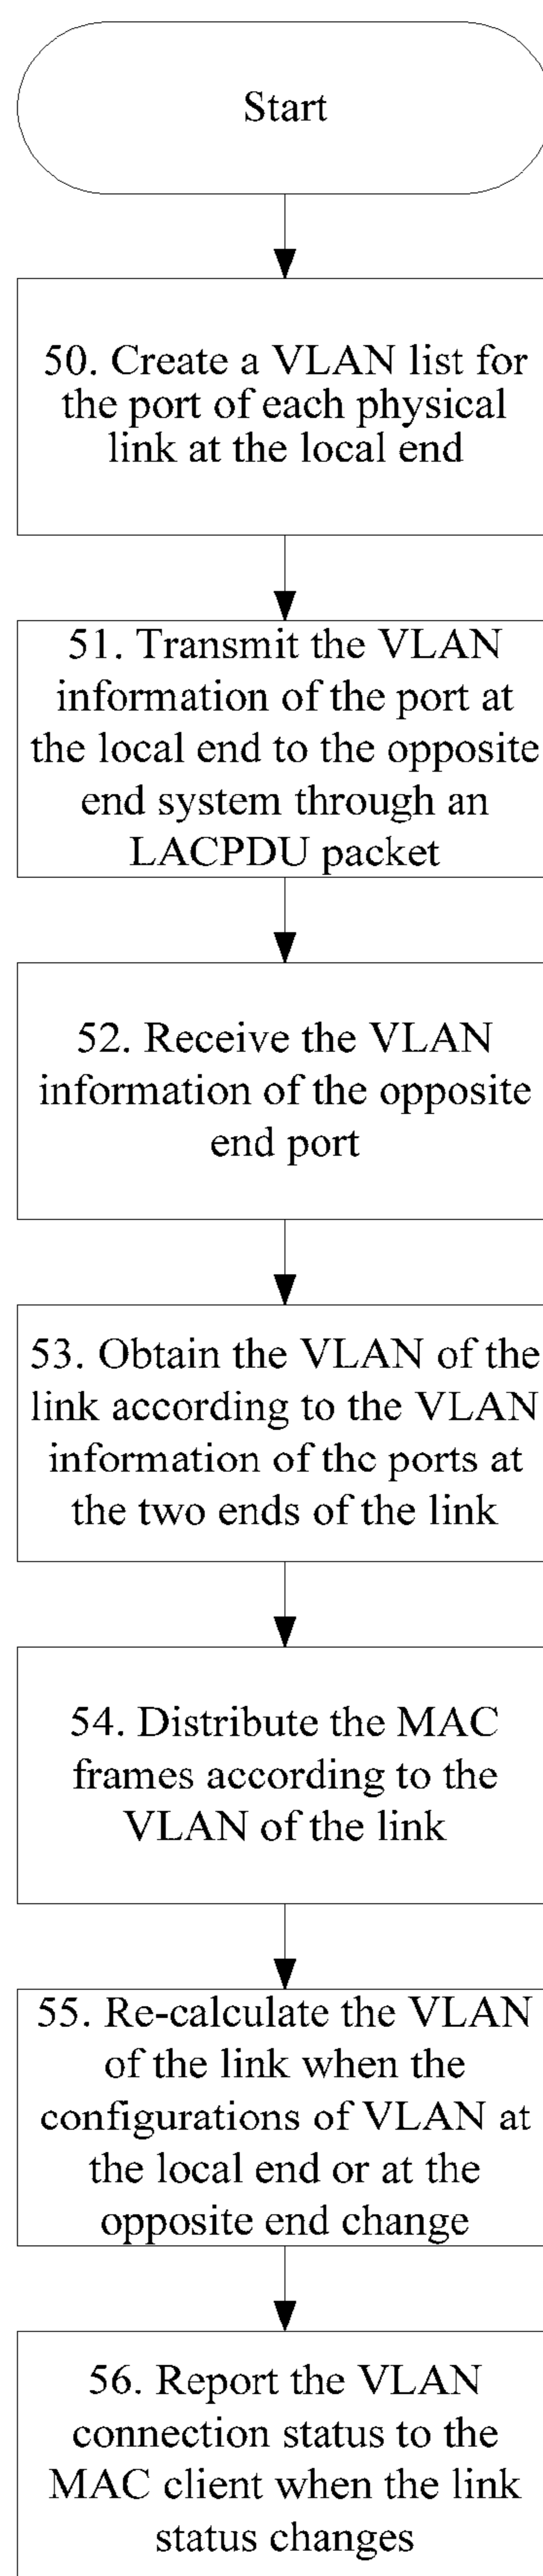 Start
50. Create a VLAN list for
the port of each physical
link at the local end
51. Transmit the VLAN
information of the port at
the local end to the opposite
end system through an
LACPDU packet
52. Receive the VLAN
information of the opposite
end port
53. Obtain the VLAN of the
link according to the VLAN
information of the ports at
the two ends of the link
54. Distribute the MAC
frames according to the
VLAN of the link
55. Re-calculate the VLAN
of the link when the
configurations of VLAN at
the local end or at the
opposite end change
56. Report the VLAN
connection status to the
MAC client when the link
status changes